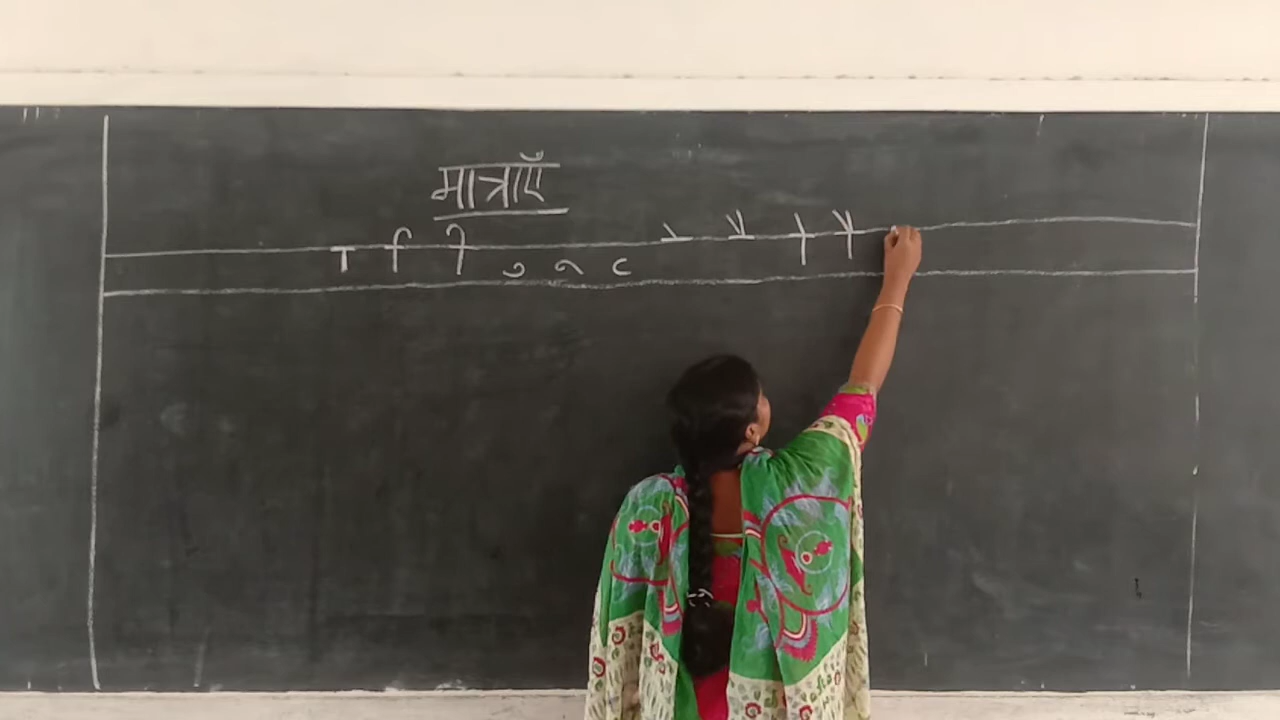 मात्राएँ
ा ि ी ु ू ृ े ै ो ौ